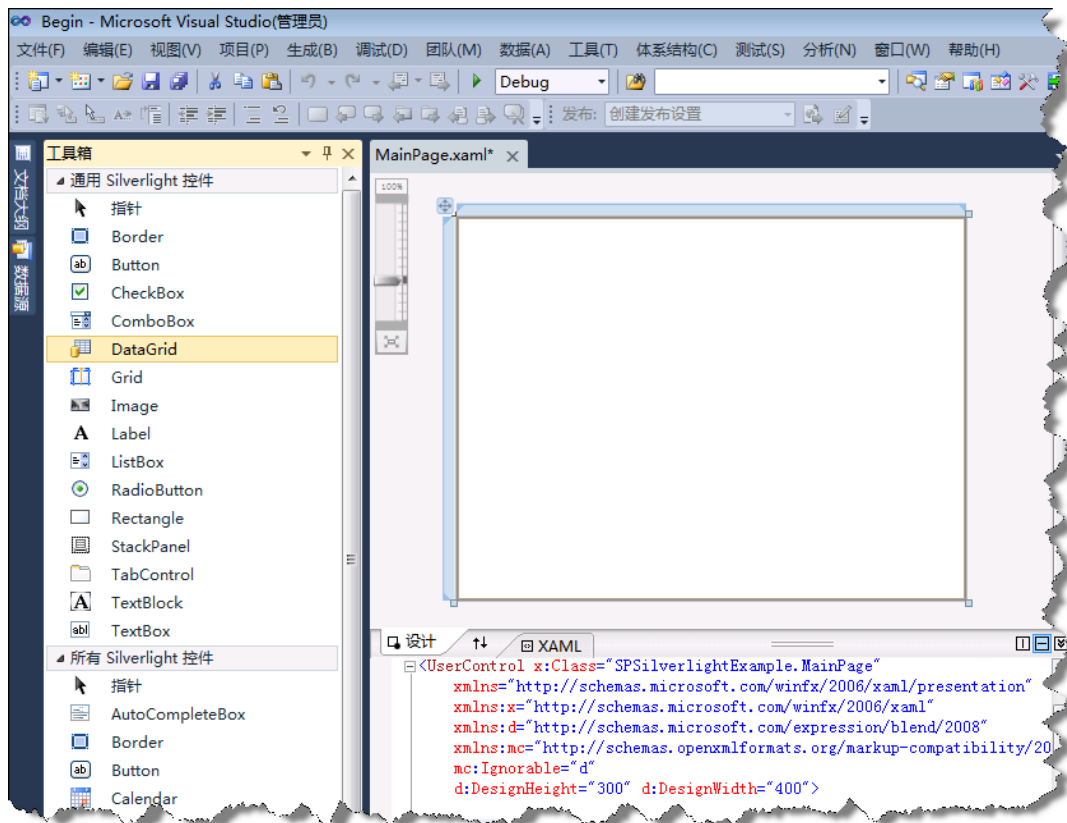 Begin - Microsoft Visual Studio(管理员)
文件(F) 编辑(E) 视图(V) 项目(P) 生成(B) 调试(D) 团队(M) 数据(A) 工具(T) 体系结构(C) 测试(S) 分析(N) 窗口(W) 帮助(H)
Debug
发布: 创建发布设置
文档大纲
数据源
工具箱
通用 Silverlight 控件
指针
Border
Button
CheckBox
ComboBox
DataGrid
Grid
Image
Label
ListBox
RadioButton
Rectangle
StackPanel
TabControl
TextBlock
TextBox
所有 Silverlight 控件
指针
AutoCompleteBox
Border
Button
Calendar
MainPage.xaml*
100%
设计 XAML
<UserControl x:Class="SPSilverlightExample.MainPage"
xmlns="http://schemas.microsoft.com/winfx/2006/xaml/presentation"
xmlns:x="http://schemas.microsoft.com/winfx/2006/xaml"
xmlns:d="http://schemas.microsoft.com/expression/blend/2008"
xmlns:mc="http://schemas.openxmlformats.org/markup-compatibility/20
mc:Ignorable="d"
d:DesignHeight="300" d:DesignWidth="400">